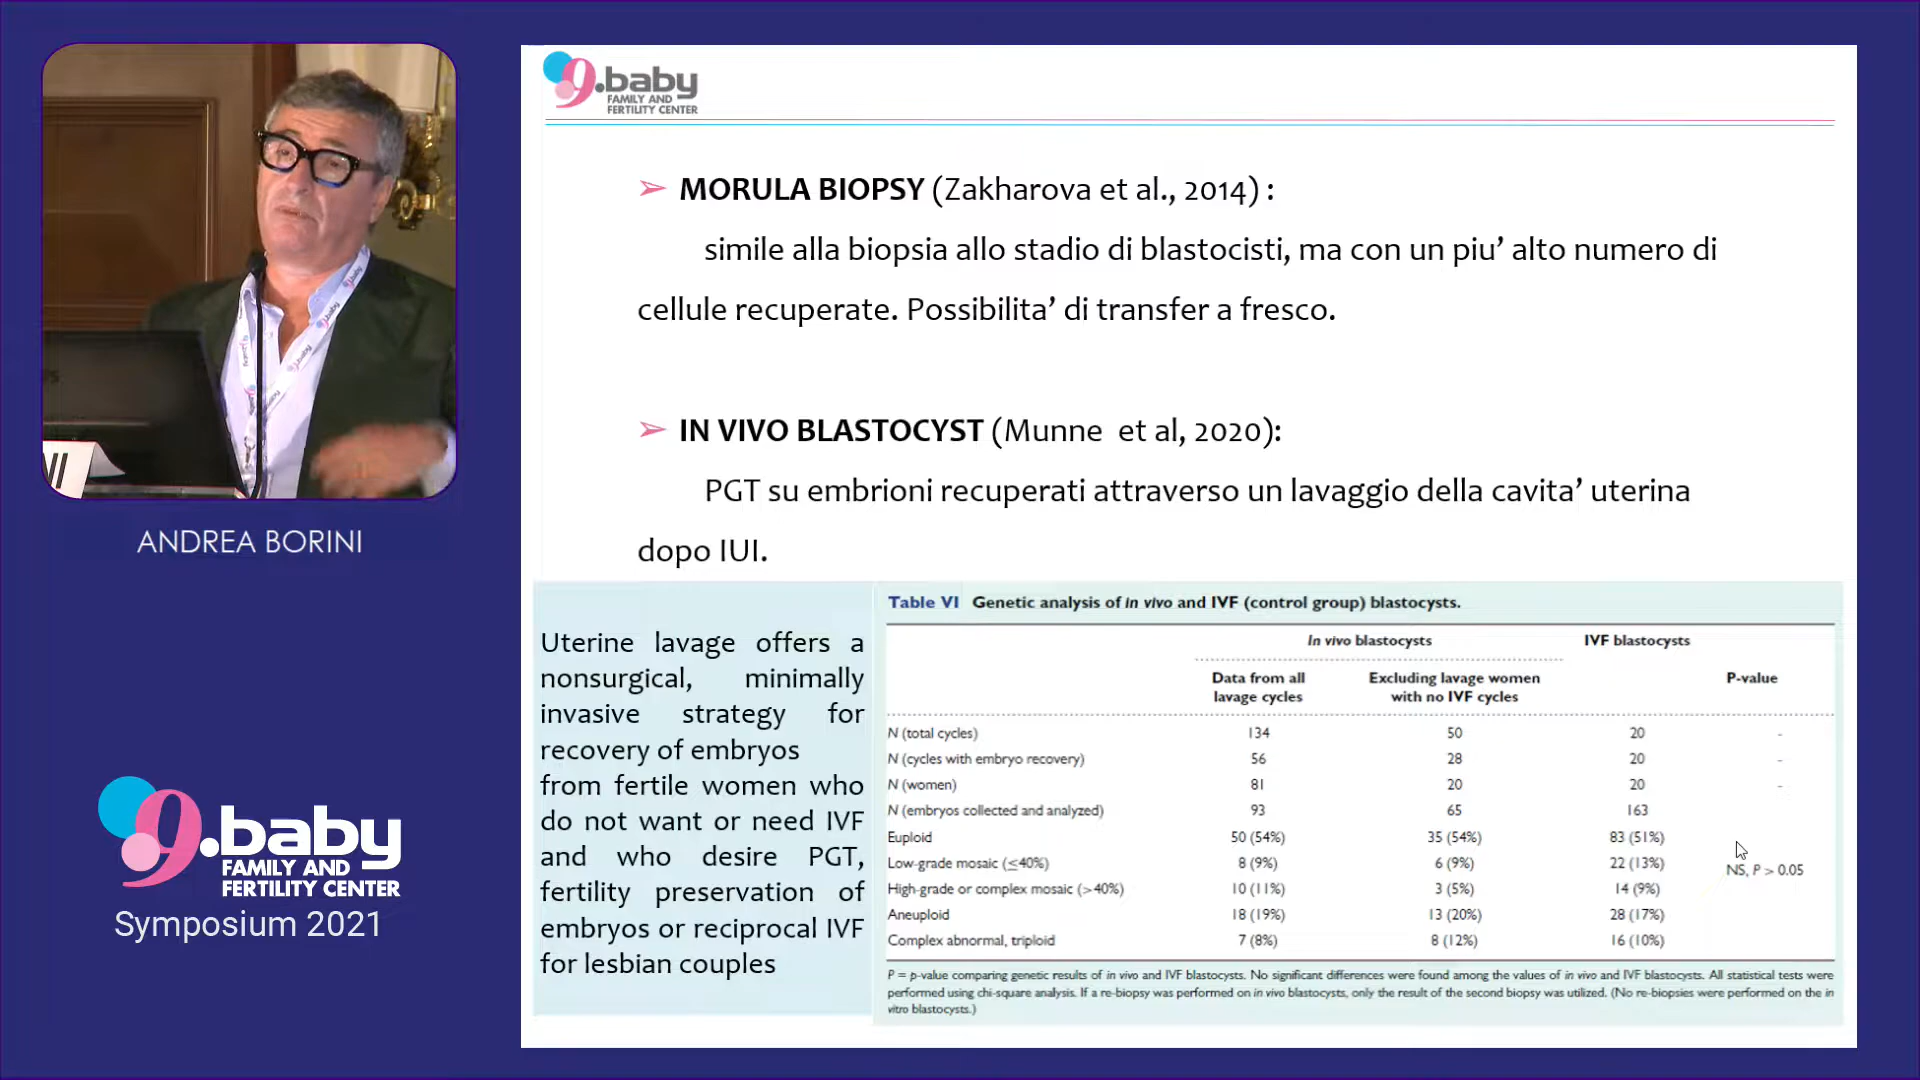 9.baby
FAMILY AND
FERTILITY CENTER
➢ MORULA BIOPSY (Zakharova et al., 2014) :
simile alla biopsia allo stadio di blastocisti, ma con un piu’ alto numero di
cellule recuperate. Possibilita’ di transfer a fresco.
➢ IN VIVO BLASTOCYST (Munne et al, 2020):
PGT su embrioni recuperati attraverso un lavaggio della cavita’ uterina
dopo IUI.
ANDREA BORINI
9.baby
FAMILY AND
FERTILITY CENTER
Symposium 2021
Uterine lavage offers a
nonsurgical, minimally
invasive strategy for
recovery of embryos
from fertile women who
do not want or need IVF
and who desire PGT,
fertility preservation of
embryos or reciprocal IVF
for lesbian couples
Table VI Genetic analysis of in vivo and IVF (control group) blastocysts.
In vivo blastocysts IVF blastocysts
Data from all Excluding lavage women P-value
lavage cycles with no IVF cycles
N (total cycles) 134 50 20 -
N (cycles with embryo recovery) 56 28 20 -
N (women) 81 20 20 -
N (embryos collected and analyzed) 93 65 163
Euploid 50 (54%) 35 (54%) 83 (51%)
Low-grade mosaic (≤40%) 8 (9%) 6 (9%) 22 (13%)
NS, P > 0.05
High-grade or complex mosaic (>40%) 10 (11%) 3 (5%) 14 (9%)
Aneuploid 18 (19%) 13 (20%) 28 (17%)
Complex abnormal, triploid 7 (8%) 8 (12%) 16 (10%)
P = p-value comparing genetic results of in vivo and IVF blastocysts. No significant differences were found among the values of in vivo and IVF blastocysts. All statistical tests were
performed using chi-square analysis. If a re-biopsy was performed on in vivo blastocysts, only the result of the second biopsy was utilized. (No re-biopsies were performed on the in
vitro blastocysts.)